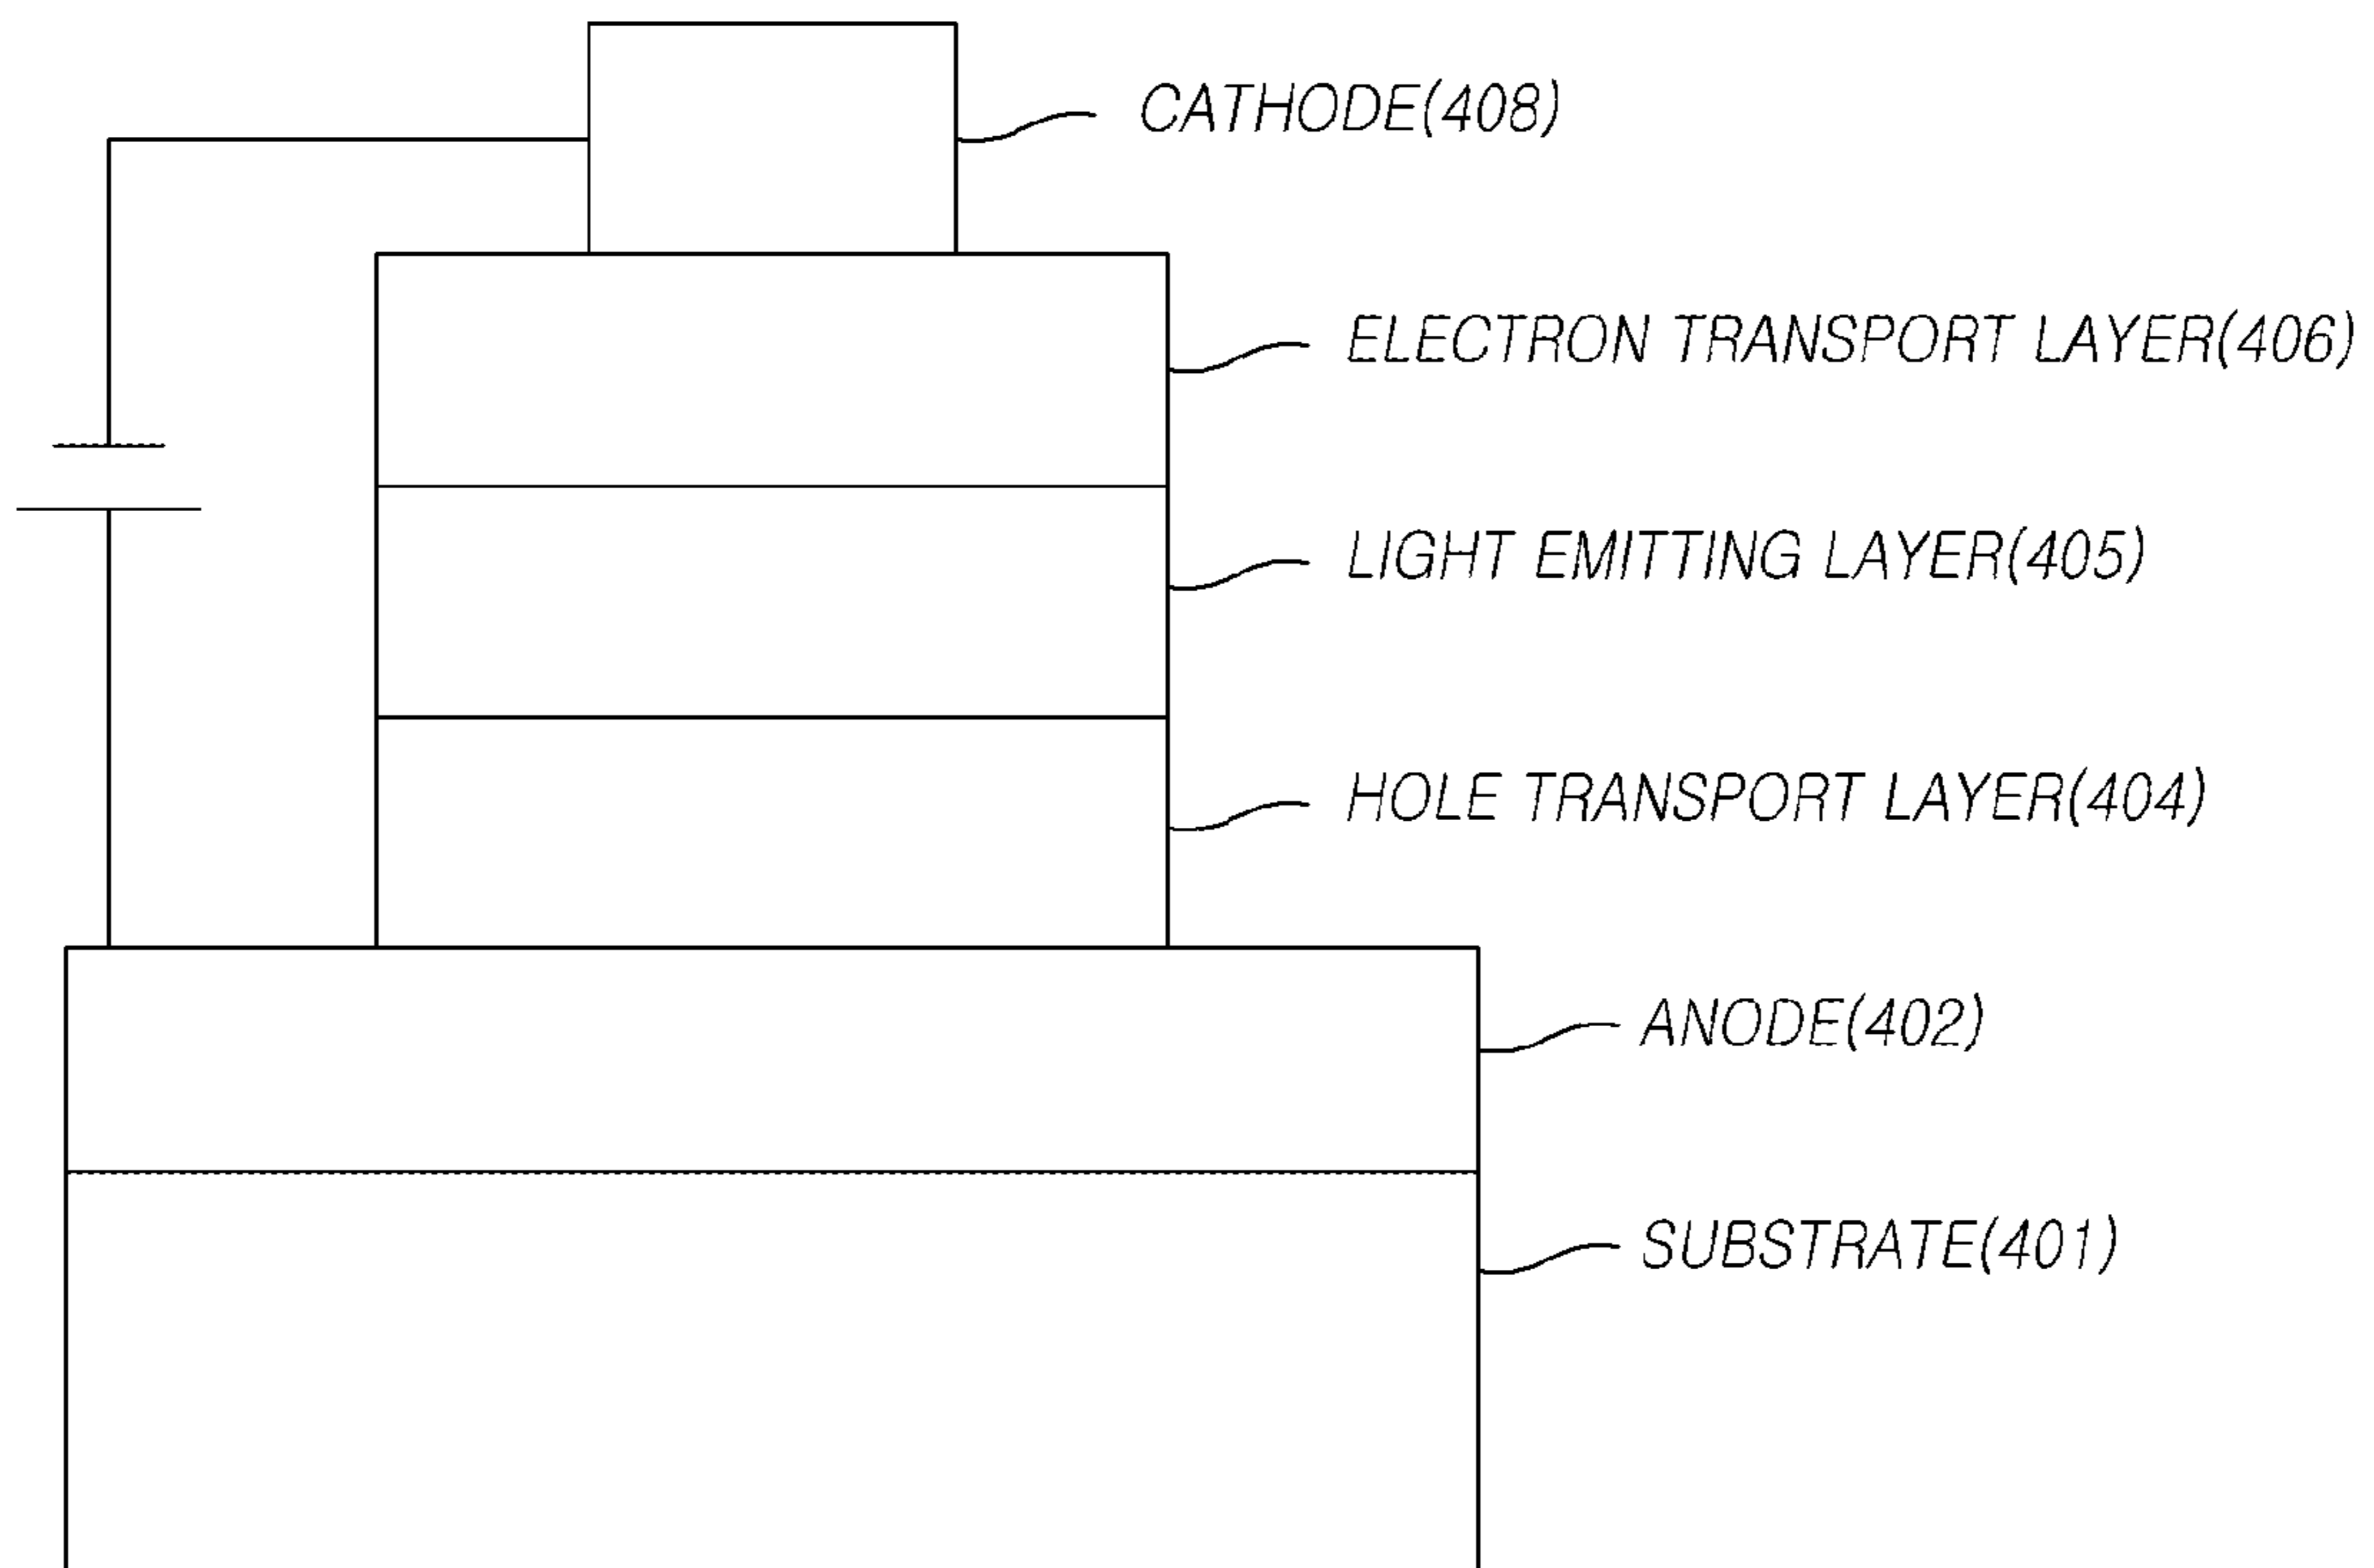 CATHODE(408)
ELECTRON TRANSPORT LAYER(406)
LIGHT EMITTING LAYER(405)
HOLE TRANSPORT LAYER(404)
ANODE(402)
SUBSTRATE(401)